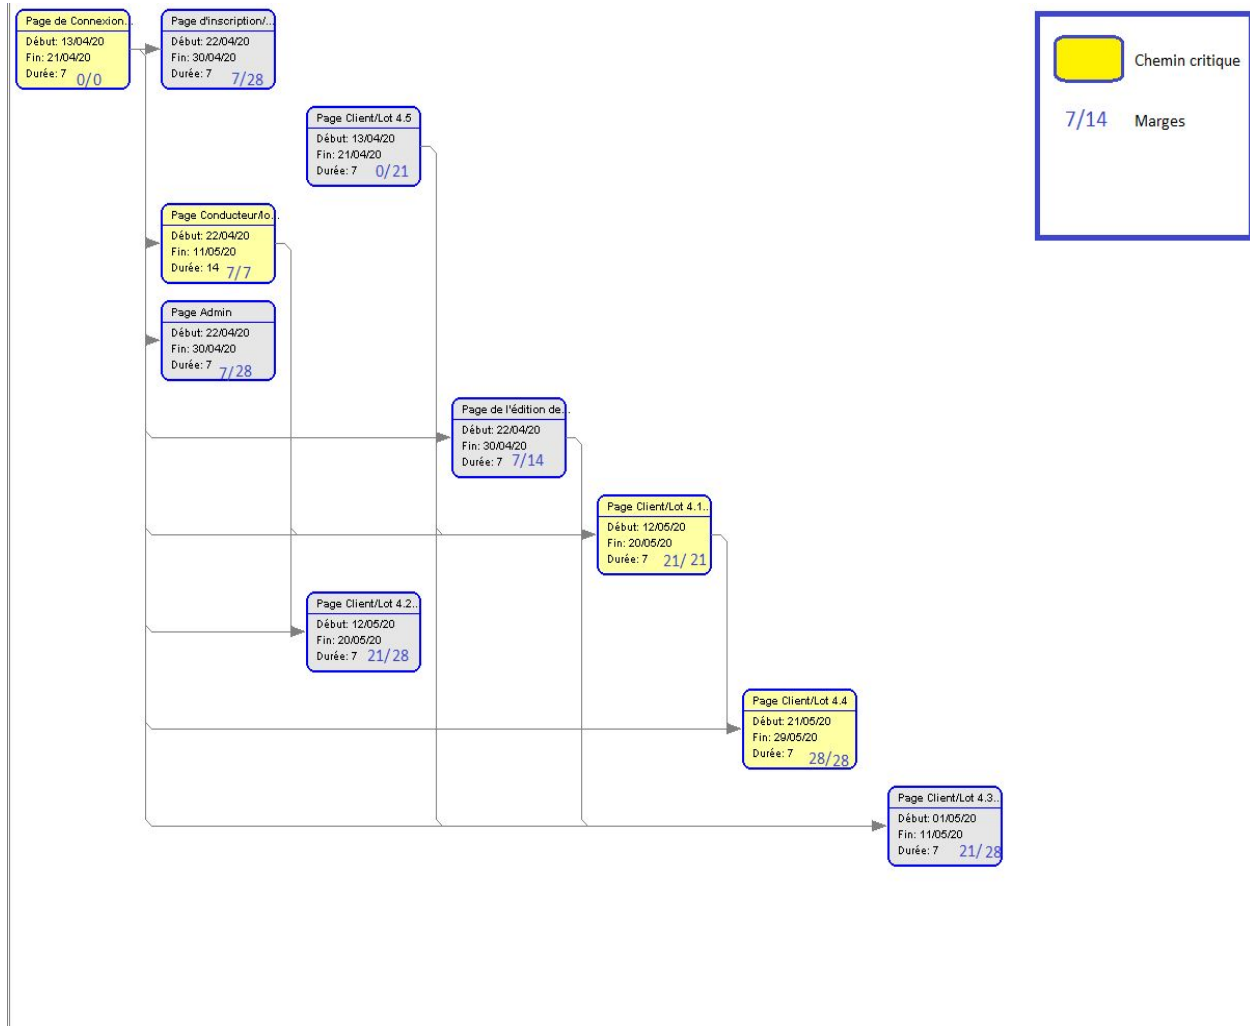 Page de Connexion...
Début: 13/04/20
Fin: 21/04/20
Durée: 7 0/0
Page d'inscription/...
Début: 22/04/20
Fin: 30/04/20
Durée: 7 7/28
Chemin critique
7/14 Marges
Page Client/Lot 4.5
Début: 13/04/20
Fin: 21/04/20
Durée: 7 0/21
Page Conducteur/lo...
Début: 22/04/20
Fin: 11/05/20
Durée: 14 7/7
Page Admin
Début: 22/04/20
Fin: 30/04/20
Durée: 7 7/28
Page de l'édition de...
Début: 22/04/20
Fin: 30/04/20
Durée: 7 7/14
Page Client/Lot 4.1...
Début: 12/05/20
Fin: 20/05/20
Durée: 7 21/21
Page Client/Lot 4.2...
Début: 12/05/20
Fin: 20/05/20
Durée: 7 21/28
Page Client/Lot 4.4
Début: 21/05/20
Fin: 29/05/20
Durée: 7 28/28
Page Client/Lot 4.3...
Début: 01/05/20
Fin: 11/05/20
Durée: 7 21/28